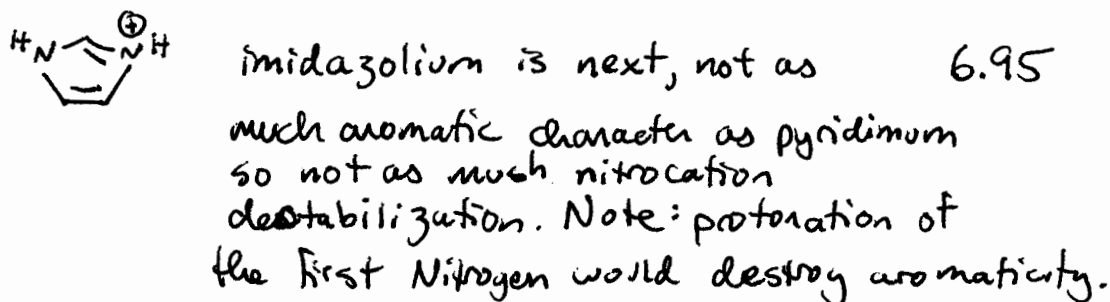 H N ⊕ N H
imidazolium is next, not as 6.95
much aromatic character as pyridimum
so not as much nitrocation
destabilization. Note: protonation of
the first Nitrogen would destroy aromaticity.